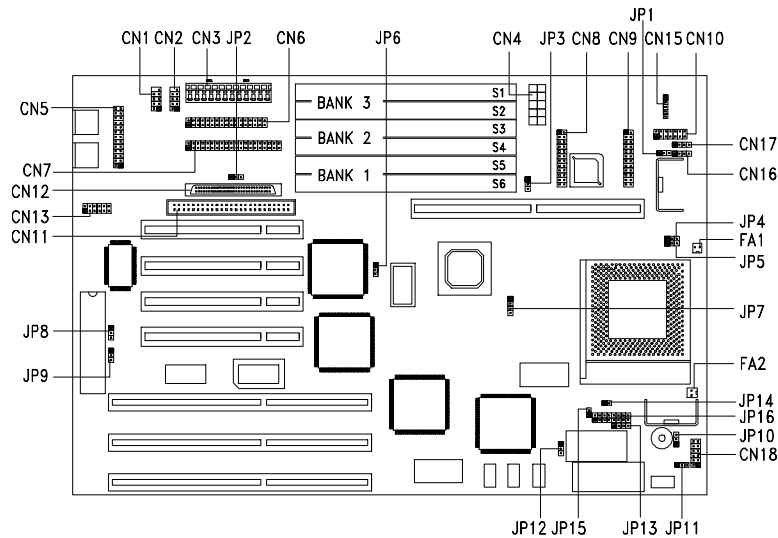 JP1
CN1 CN2 CN3 JP2 CN6 JP6 CN4 JP3 CN8 CN9 CN15 CN10
CN5
BANK 3
S1
S2
BANK 2
S3
S4
BANK 1
S5
S6
CN7
CN12
CN13
CN11
CN17
CN16
JP4
FA1
JP5
JP7
JP8
JP9
FA2
JP14
JP16
JP10
CN18
JP12 JP15 JP13 JP11